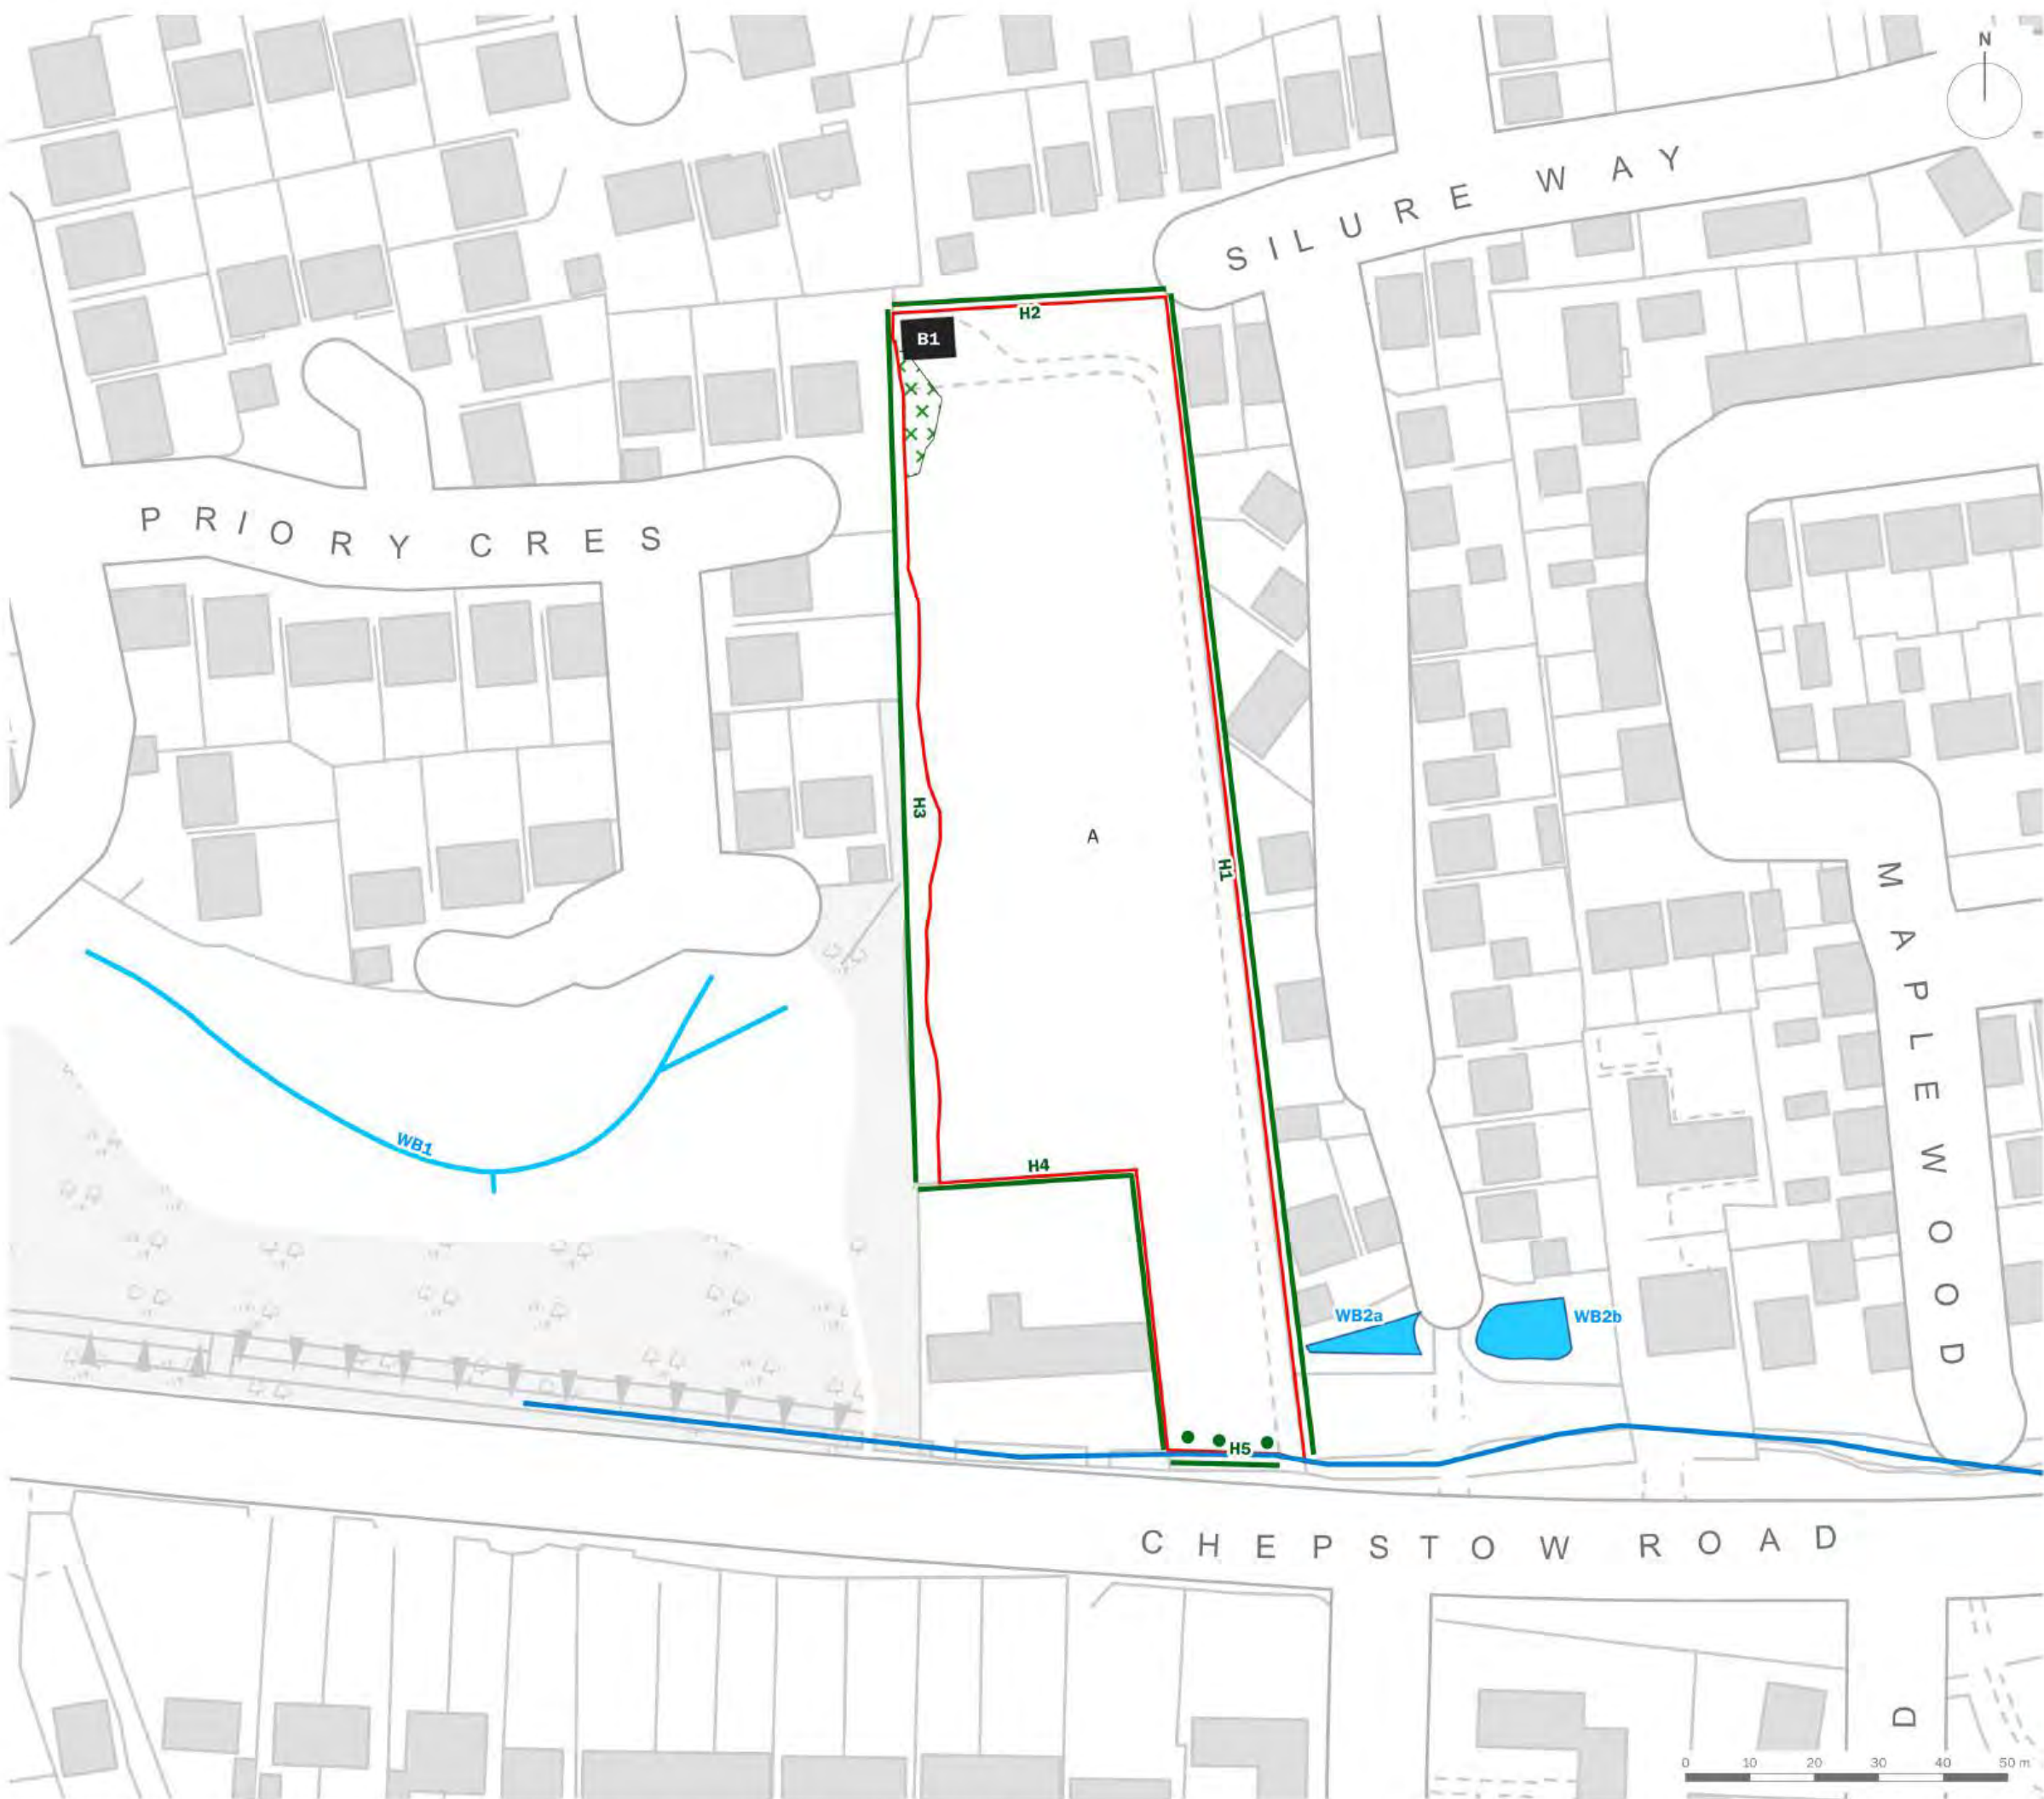 N
SILURE WAY
H2
B1
PRIORY CRES
H3
A
H1
MAPLEWOOD
WB1
H4
WB2a
WB2b
H5
CHEPSTOW ROAD
D
0 10 20 30 40 50 m